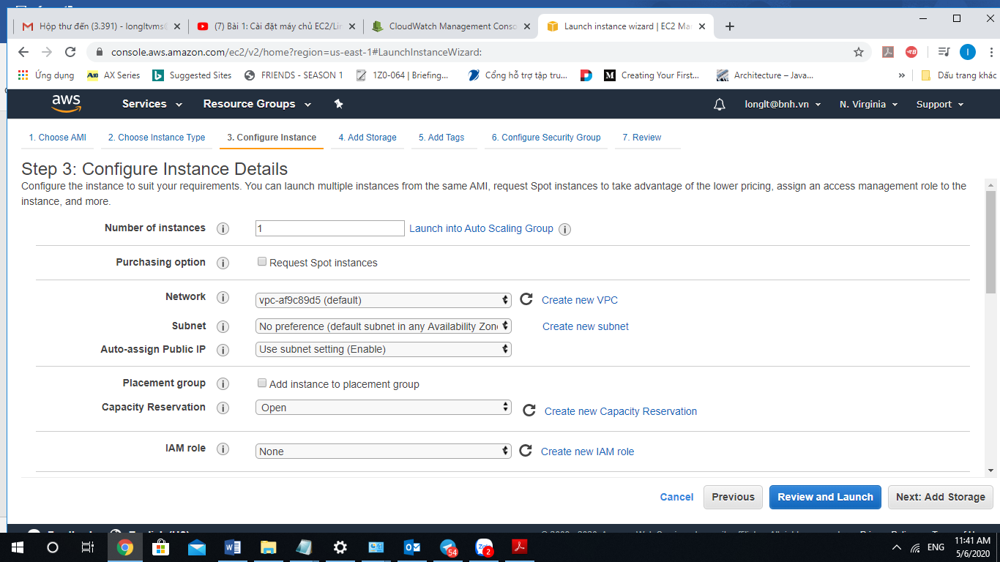 Hộp thư đến (3.391) - longltvms@
(7) Bài 1: Cài đặt máy chủ EC2/Lin
CloudWatch Management Conso
Launch instance wizard | EC2 Ma
console.aws.amazon.com/ec2/v2/home?region=us-east-1#LaunchInstanceWizard:
Ứng dụng
AX Series
Suggested Sites
FRIENDS - SEASON 1
1Z0-064 | Briefing...
Cổng hỗ trợ tập tru...
Creating Your First...
Architecture – Java...
»
Dấu trang khác
aws
Services
Resource Groups
longlt@bnh.vn
N. Virginia
Support
1. Choose AMI
2. Choose Instance Type
3. Configure Instance
4. Add Storage
5. Add Tags
6. Configure Security Group
7. Review
Step 3: Configure Instance Details
Configure the instance to suit your requirements. You can launch multiple instances from the same AMI, request Spot instances to take advantage of the lower pricing, assign an access management role to the
instance, and more.
Number of instances
1
Launch into Auto Scaling Group
Purchasing option
Request Spot instances
Network
vpc-af9c89d5 (default)
Create new VPC
Subnet
No preference (default subnet in any Availability Zone
Create new subnet
Auto-assign Public IP
Use subnet setting (Enable)
Placement group
Add instance to placement group
Capacity Reservation
Open
Create new Capacity Reservation
IAM role
None
Create new IAM role
Cancel
Previous
Review and Launch
Next: Add Storage
54
2
ENG
11:41 AM
5/6/2020